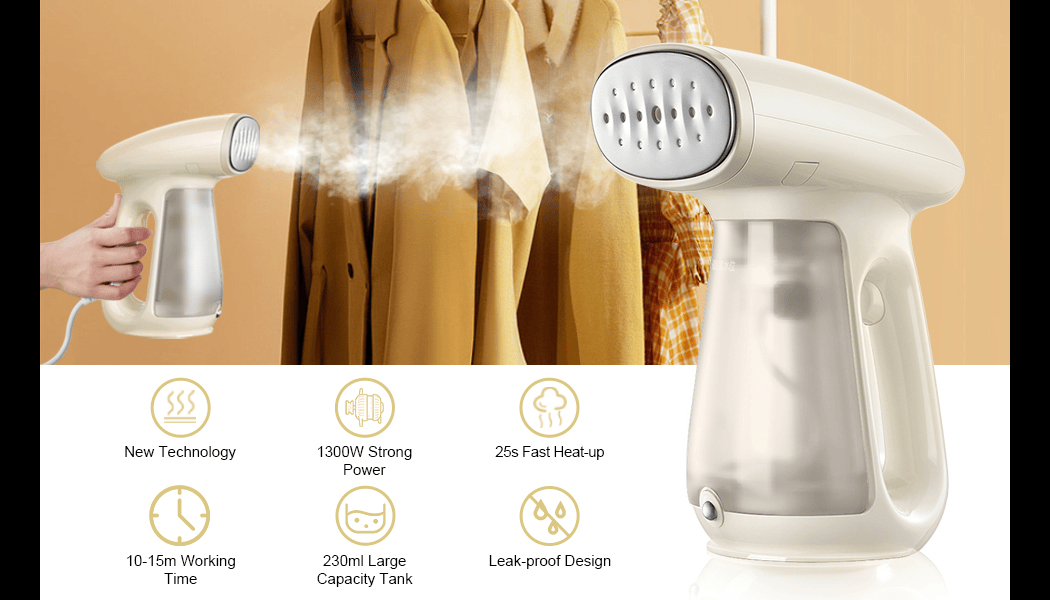 New Technology
1300W Strong
Power
25s Fast Heat-up
10-15m Working
Time
230ml Large
Capacity Tank
Leak-proof Design